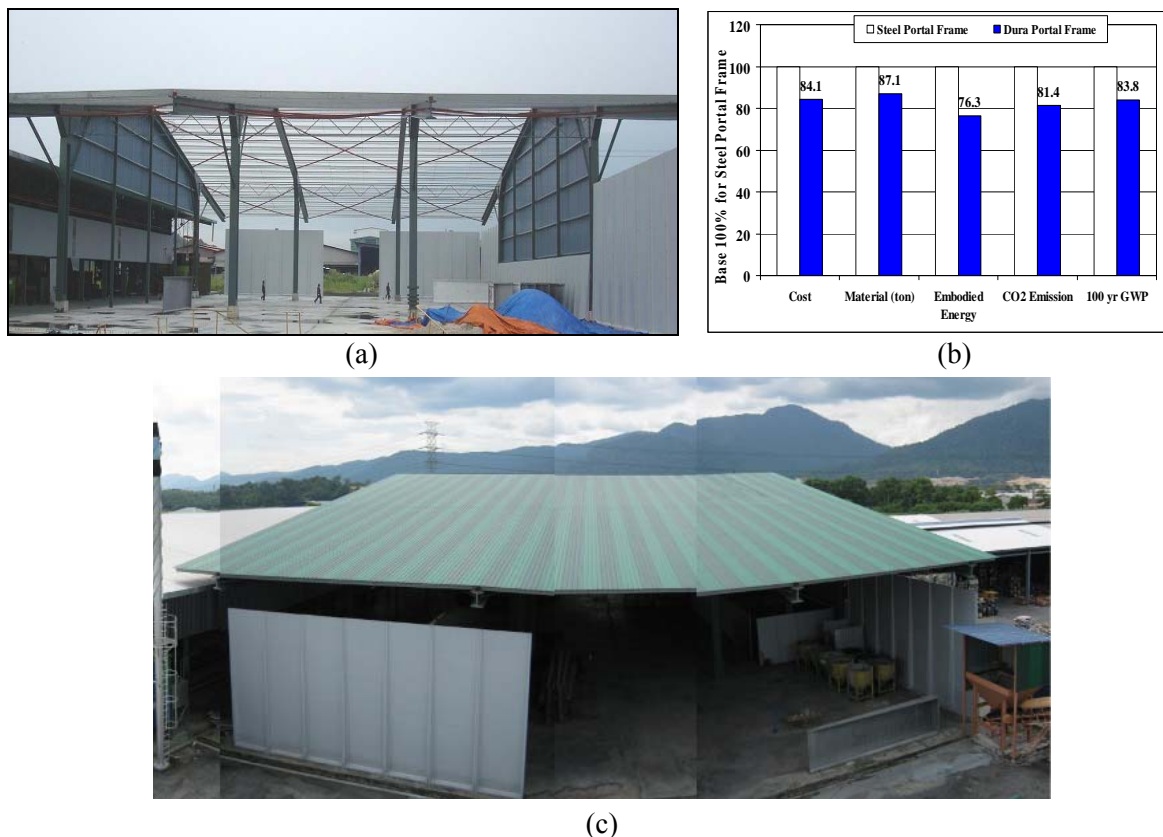 120
100
80
60
40
20
0
Base 100% for Steel Portal Frame
Steel Portal Frame
Dura Portal Frame
84.1
87.1
76.3
81.4
83.8
Cost
Material (ton)
Embodied
Energy
CO2 Emission
100 yr GWP
(a)
(b)
(c)